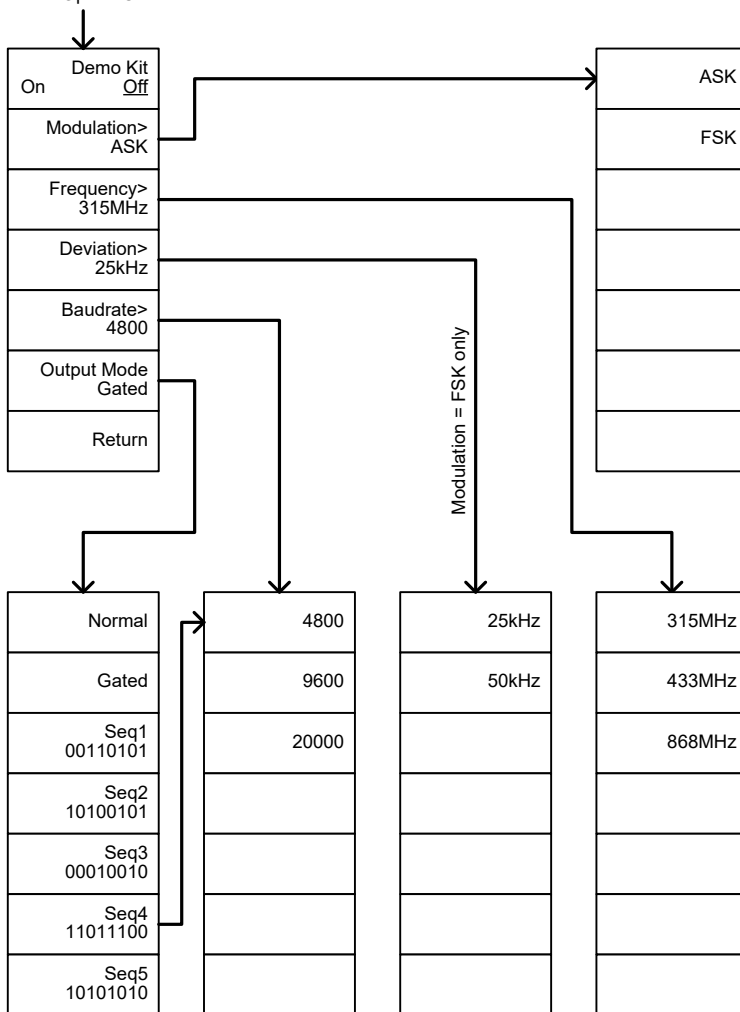 Demo Kit
On Off
Modulation>
ASK
Frequency>
315MHz
Deviation>
25kHz
Baudrate>
4800
Output Mode
Gated
Return
ASK
FSK
Modulation = FSK only
Normal
Gated
Seq1
00110101
Seq2
10100101
Seq3
00010010
Seq4
11011100
Seq5
10101010
4800
9600
20000
25kHz
50kHz
315MHz
433MHz
868MHz